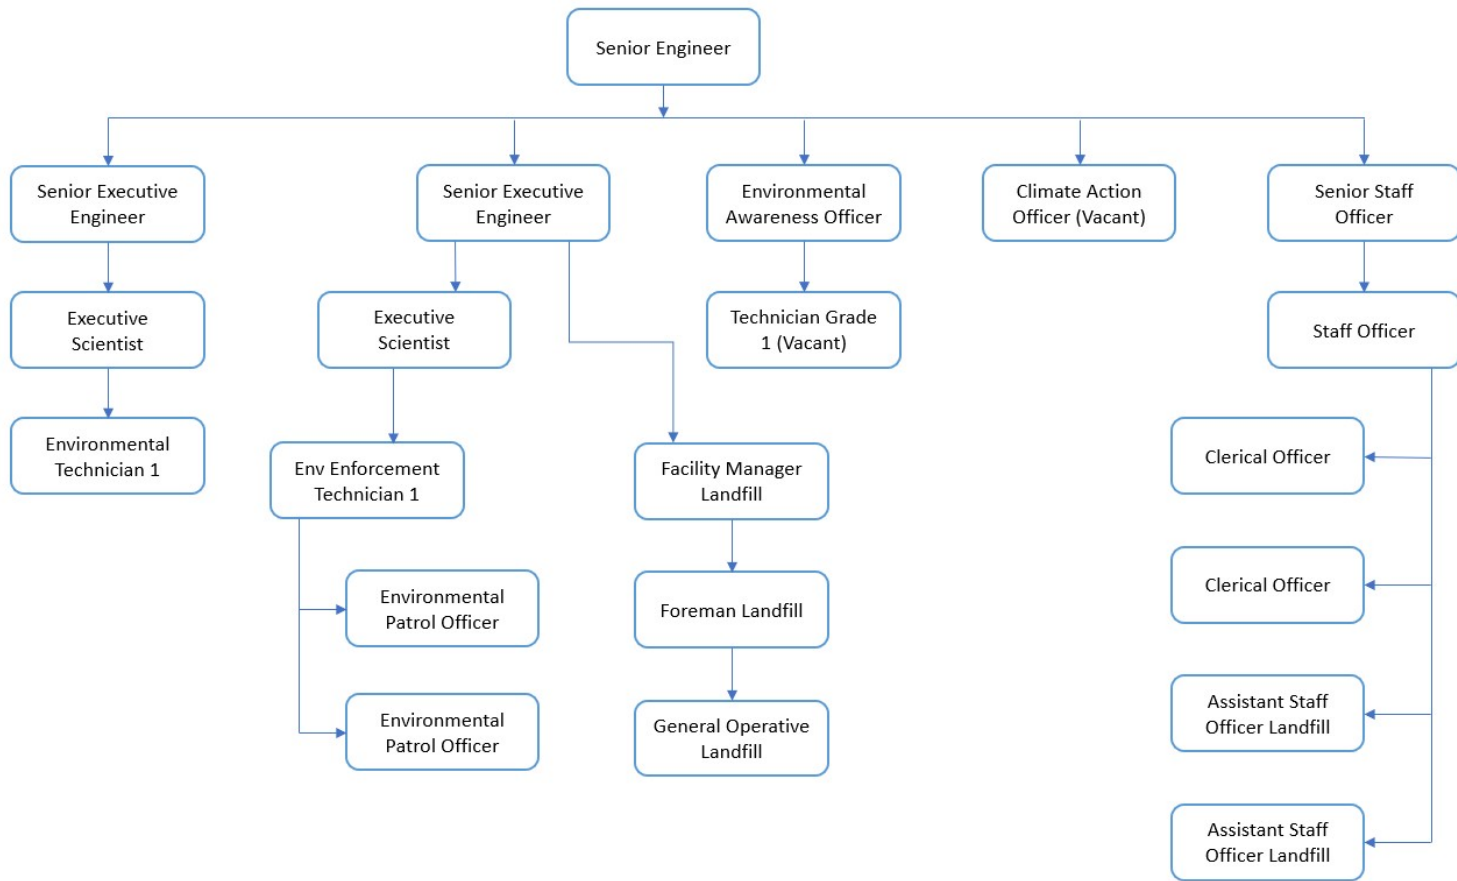 Senior Engineer
Senior Executive
Engineer
Senior Executive
Engineer
Environmental
Awareness Officer
Climate Action
Officer (Vacant)
Senior Staff
Officer
Executive
Scientist
Executive
Scientist
Technician Grade
1 (Vacant)
Staff Officer
Environmental
Technician 1
Env Enforcement
Technician 1
Facility Manager
Landfill
Clerical Officer
Environmental
Patrol Officer
Foreman Landfill
Clerical Officer
Environmental
Patrol Officer
General Operative
Landfill
Assistant Staff
Officer Landfill
Assistant Staff
Officer Landfill